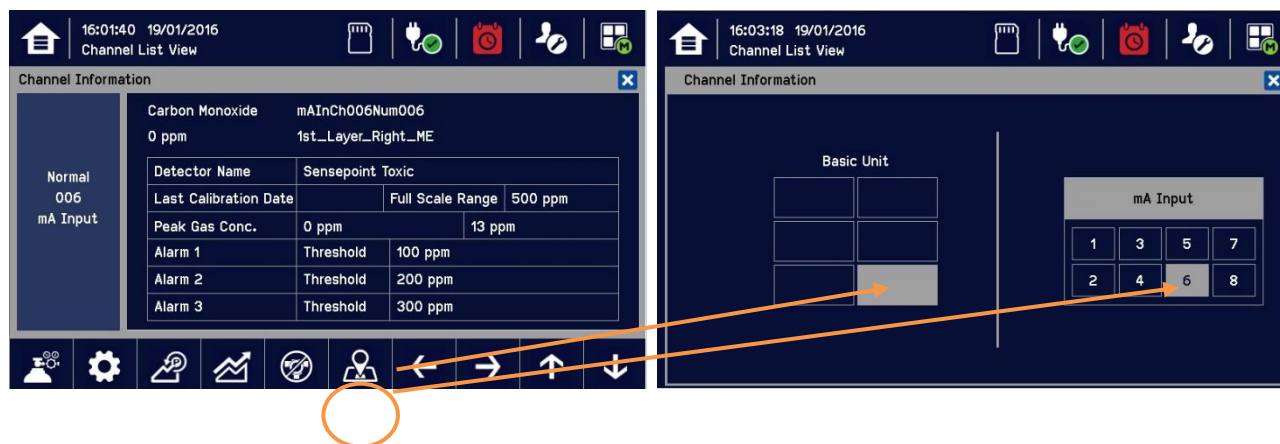 16:01:40 19/01/2016
Channel List View
M
Channel Information
Normal
006
mA Input
Carbon Monoxide mAInCh006Num006
0 ppm 1st_Layer_Right_ME
Detector Name Sensepoint Toxic
Last Calibration Date Full Scale Range 500 ppm
Peak Gas Conc. 0 ppm 13 ppm
Alarm 1 Threshold 100 ppm
Alarm 2 Threshold 200 ppm
Alarm 3 Threshold 300 ppm
P
16:03:18 19/01/2016
Channel List View
M
Channel Information
Basic Unit
mA Input
1 3 5 7
2 4 6 8